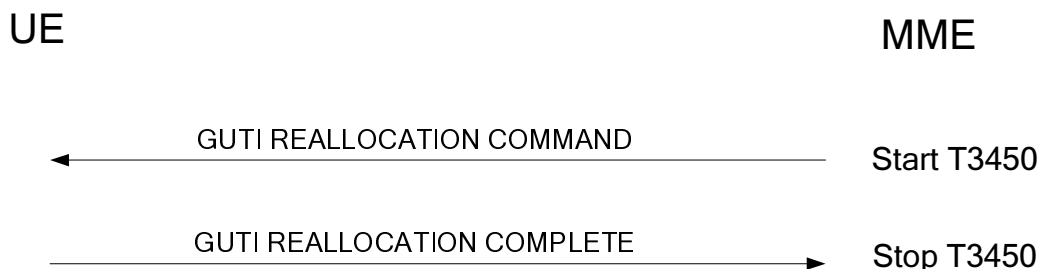 UE
MME
GUTI REALLOCATION COMMAND
Start T3450
GUTI REALLOCATION COMPLETE
Stop T3450